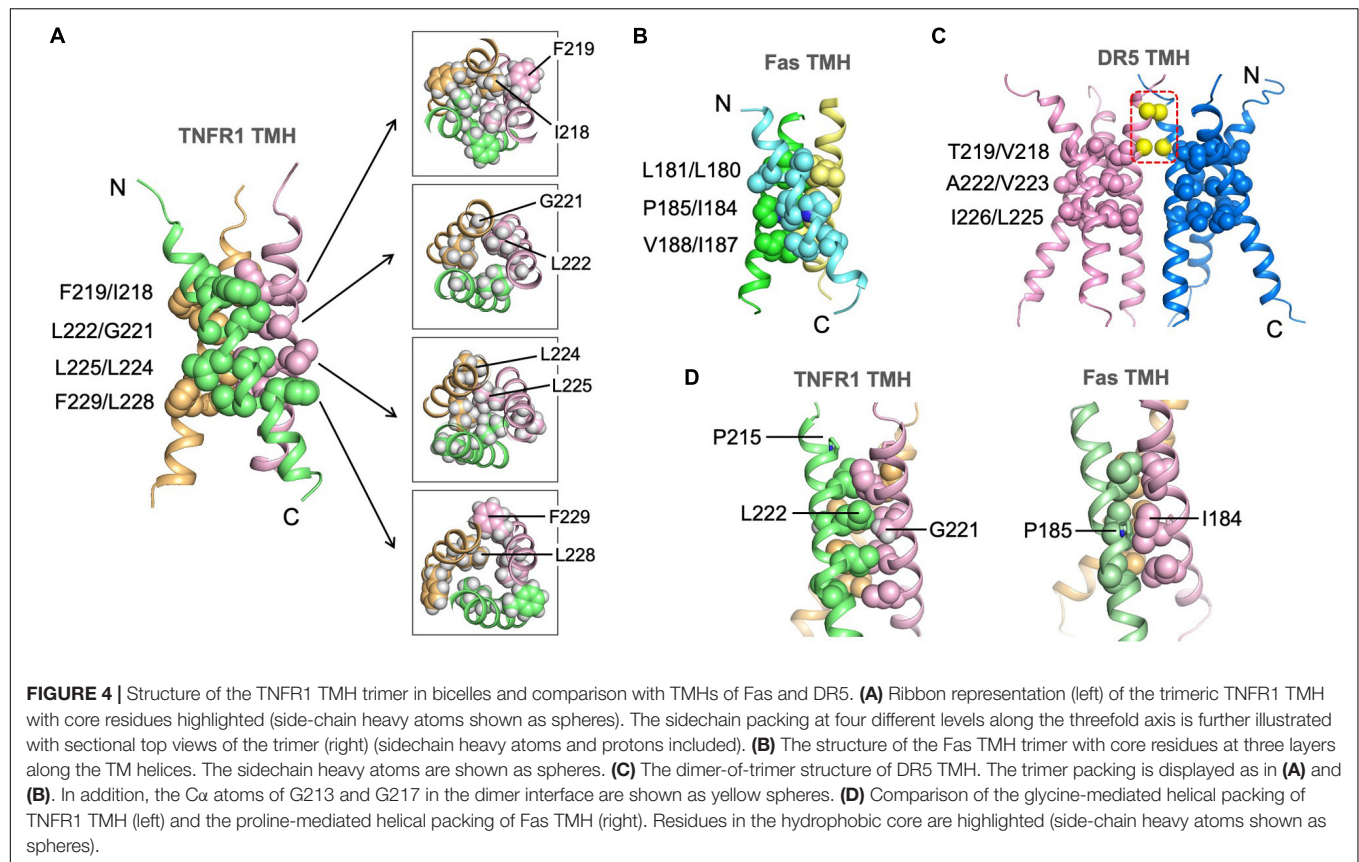 A
TNFR1 TMH
N
F219/I218
L222/G221
L225/L224
F229/L228
C
F219
I218
G221
L222
L224
L225
F229
L228
B
Fas TMH
N
L181/L180
P185/I184
V188/I187
C
C
DR5 TMH
N
T219/V218
A222/V223
I226/L225
C
D
TNFR1 TMH
P215
L222
G221
Fas TMH
P185
I184
FIGURE 4 | Structure of the TNFR1 TMH trimer in bicelles and comparison with TMHs of Fas and DR5. (A) Ribbon representation (left) of the trimeric TNFR1 TMH
with core residues highlighted (side-chain heavy atoms shown as spheres). The sidechain packing at four different levels along the threefold axis is further illustrated
with sectional top views of the trimer (right) (sidechain heavy atoms and protons included). (B) The structure of the Fas TMH trimer with core residues at three layers
along the TM helices. The sidechain heavy atoms are shown as spheres. (C) The dimer-of-trimer structure of DR5 TMH. The trimer packing is displayed as in (A) and
(B). In addition, the Cα atoms of G213 and G217 in the dimer interface are shown as yellow spheres. (D) Comparison of the glycine-mediated helical packing of
TNFR1 TMH (left) and the proline-mediated helical packing of Fas TMH (right). Residues in the hydrophobic core are highlighted (side-chain heavy atoms shown as
spheres).